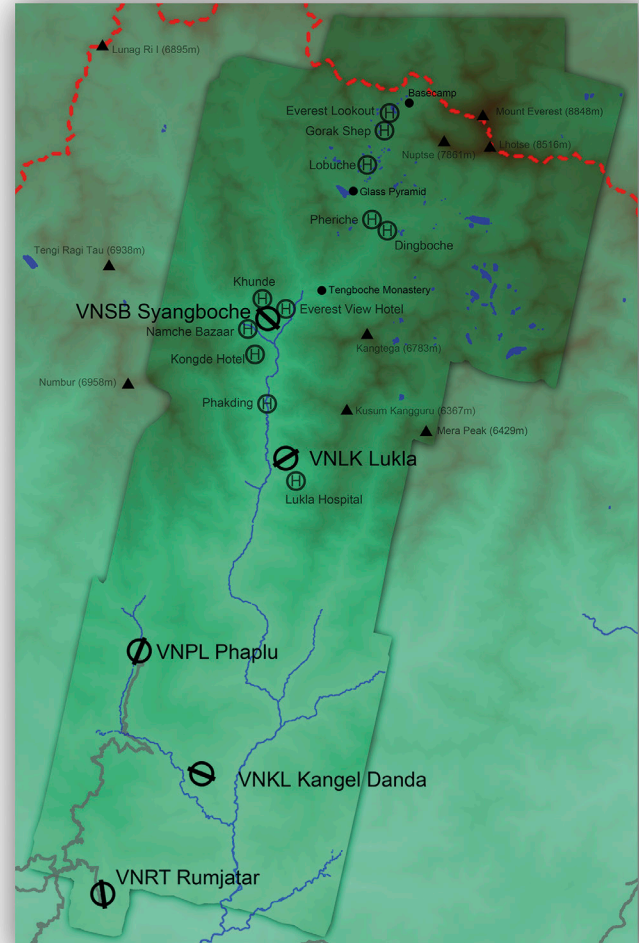 Lunag Ri I (6895m)
Basecamp
Everest Lookout
H
Mount Everest (8848m)
Gorak Shep
H
Nuptse (7861m)
Lhotse (8516m)
Lobuche
H
Glass Pyramid
Pheriche
H
H
Dingboche
Tengi Ragi Tau (6938m)
Khunde
H
Tengboche Monastery
VNSB Syangboche
H
Everest View Hotel
Namche Bazaar
H
Kangtega (6783m)
Kongde Hotel
H
Numbur (6958m)
Phakding
H
Kusum Kangguru (6367m)
Mera Peak (6429m)
VNLK Lukla
H
Lukla Hospital
VNPL Phaplu
VNKL Kangel Danda
VNRT Rumjatar